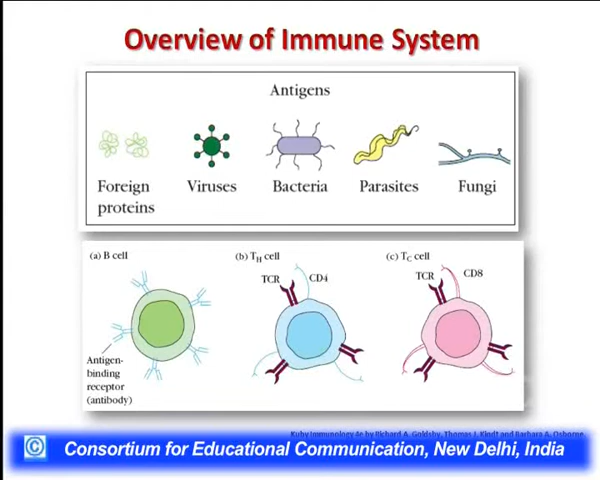 Overview of Immune System
Antigens
Foreign proteins
Viruses
Bacteria
Parasites
Fungi
(a) B cell
Antigen-
binding
receptor
(antibody)
(b) TH cell
TCR
CD4
(c) TC cell
TCR
CD8
Kuby Immunology 4e by Richard A. Goldsby, Thomas J. Kindt and Barbara A. Osborne
© Consortium for Educational Communication, New Delhi, India